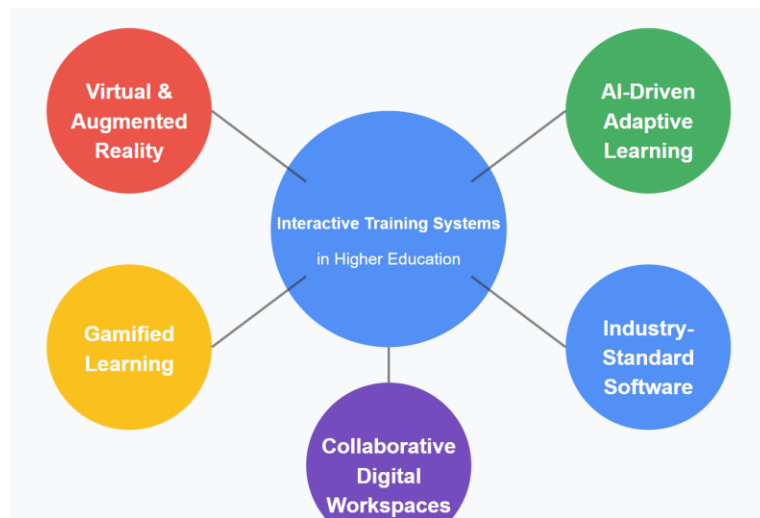 Virtual &
Augmented
Reality
AI-Driven
Adaptive
Learning
Interactive Training Systems
in Higher Education
Gamified
Learning
Industry-
Standard
Software
Collaborative
Digital
Workspaces